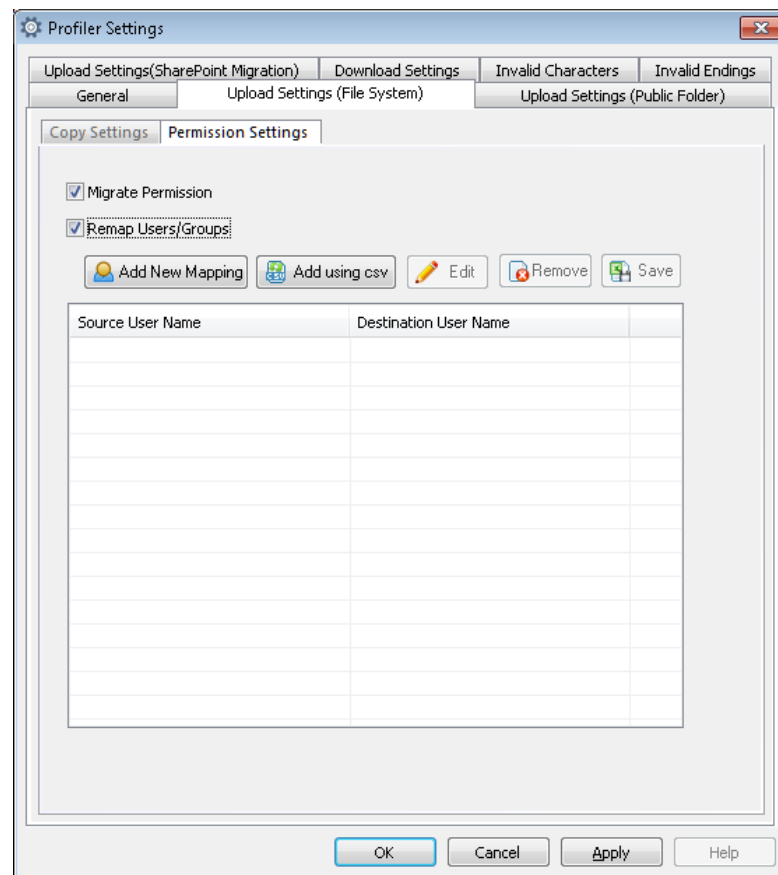 Profiler Settings
Upload Settings(SharePoint Migration) Download Settings Invalid Characters Invalid Endings
General Upload Settings (File System) Upload Settings (Public Folder)
Copy Settings Permission Settings
Migrate Permission
Remap Users/Groups
Add New Mapping Add using csv Edit Remove Save
Source User Name Destination User Name
OK Cancel Apply Help